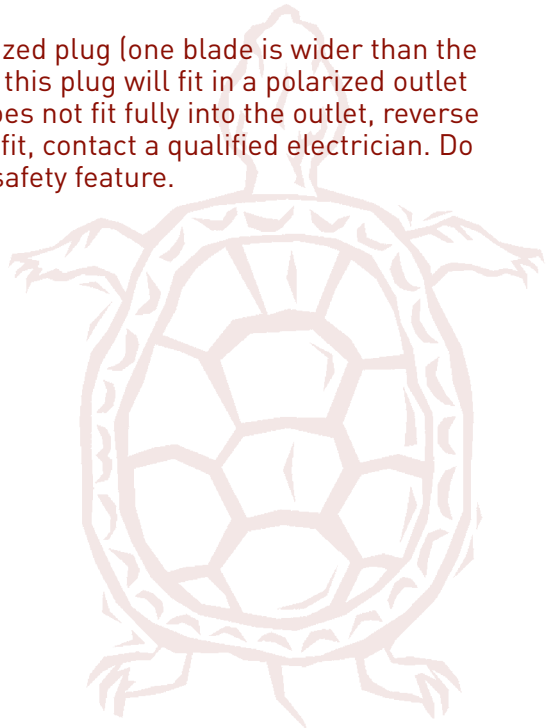 ized plug (one blade is wider than the
this plug will fit in a polarized outlet
oes not fit fully into the outlet, reverse
fit, contact a qualified electrician. Do
safety feature.